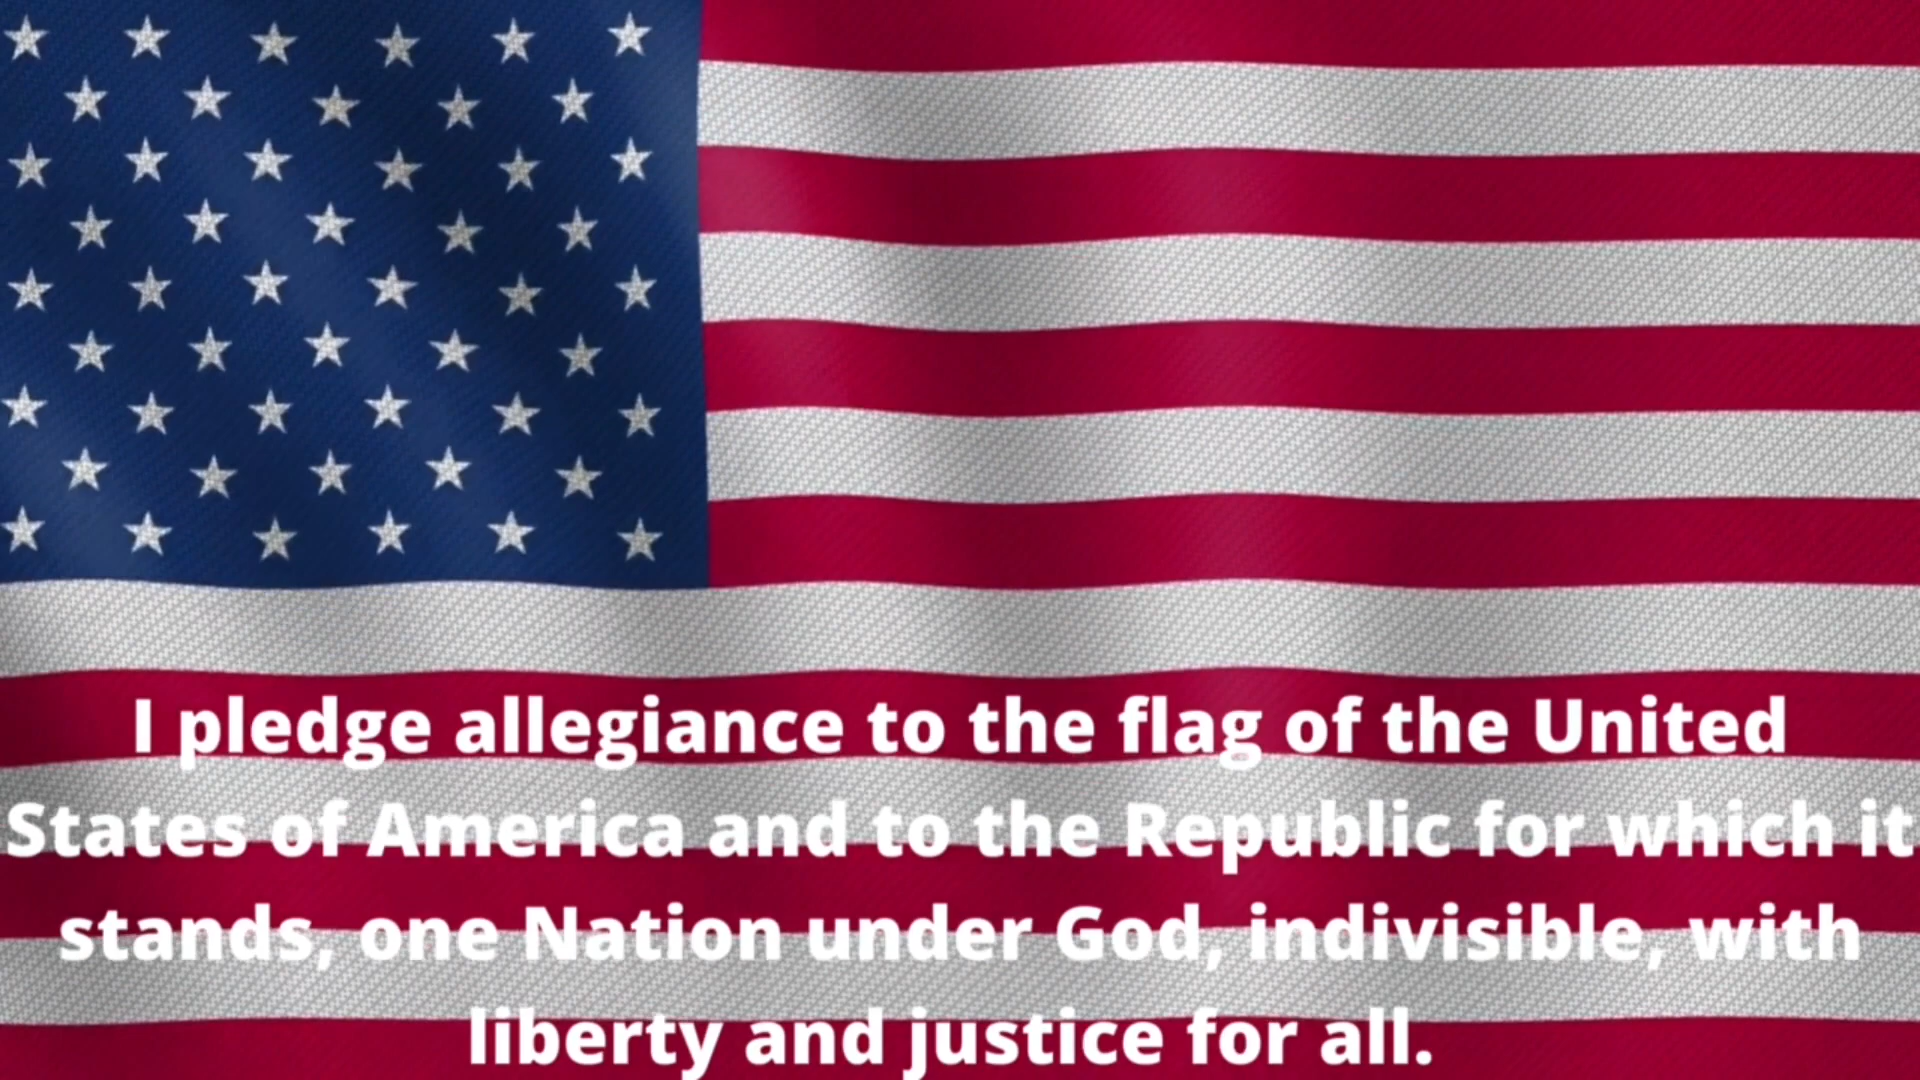 I pledge allegiance to the flag of the United
States of America and to the Republic for which it
stands, one Nation under God, indivisible, with
liberty and justice for all.